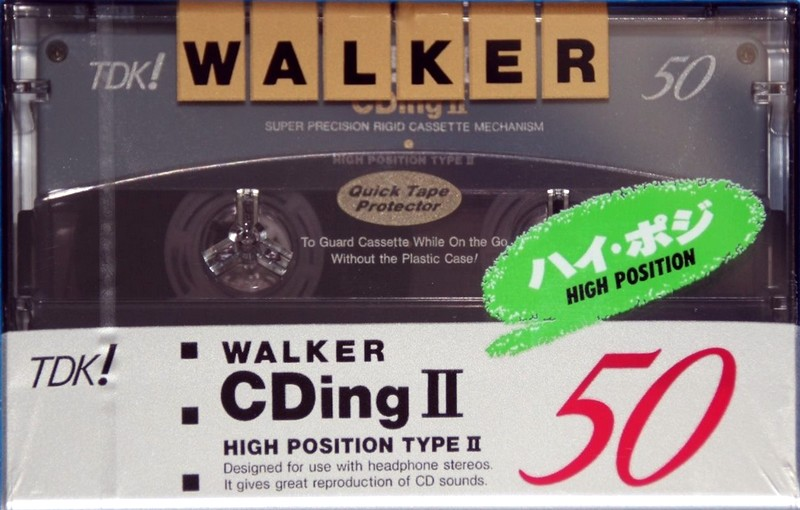 TDK!
WALKER
50
CDing II
SUPER PRECISION RIGID CASSETTE MECHANISM
HIGH POSITION TYPE II
Quick Tape
Protector
To Guard Cassette While On the Go
Without the Plastic Case!
ハイ・ポジ
HIGH POSITION
TDK!
WALKER
CDing II
50
HIGH POSITION TYPE II
Designed for use with headphone stereos.
It gives great reproduction of CD sounds.